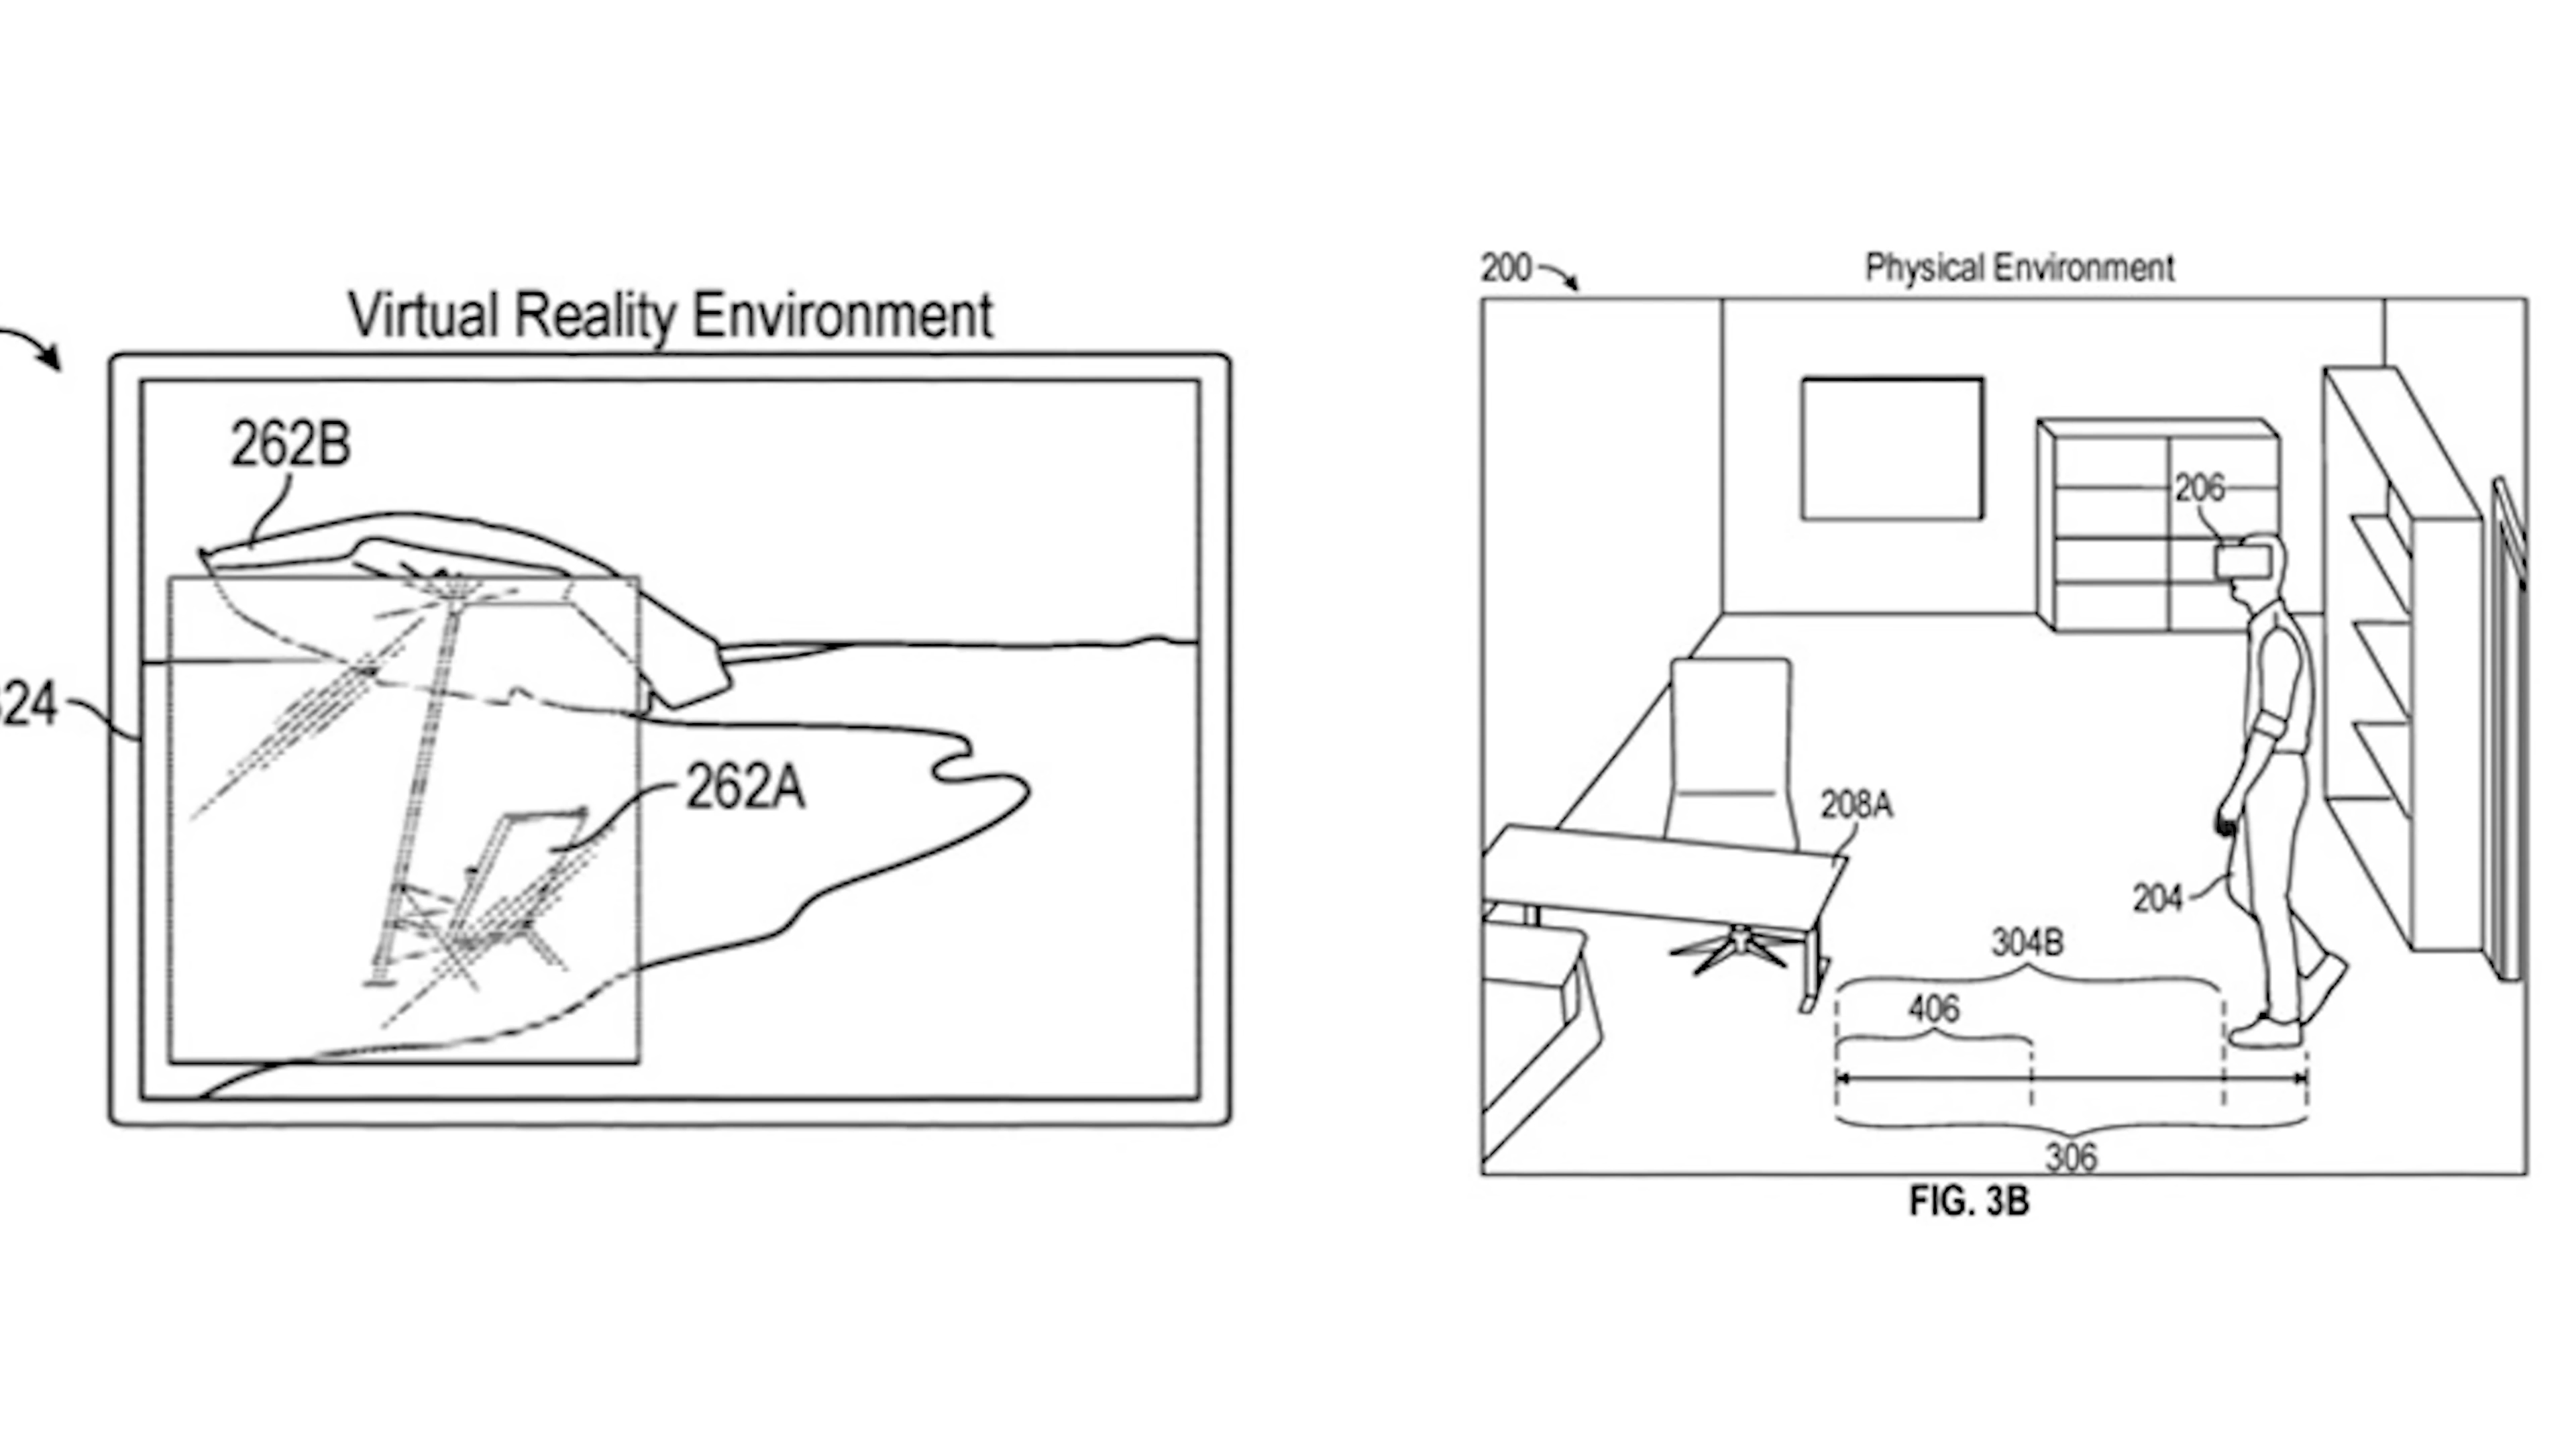 Virtual Reality Environment
262B
24
262A
200
Physical Environment
206
208A
204
304B
406
306
FIG. 3B